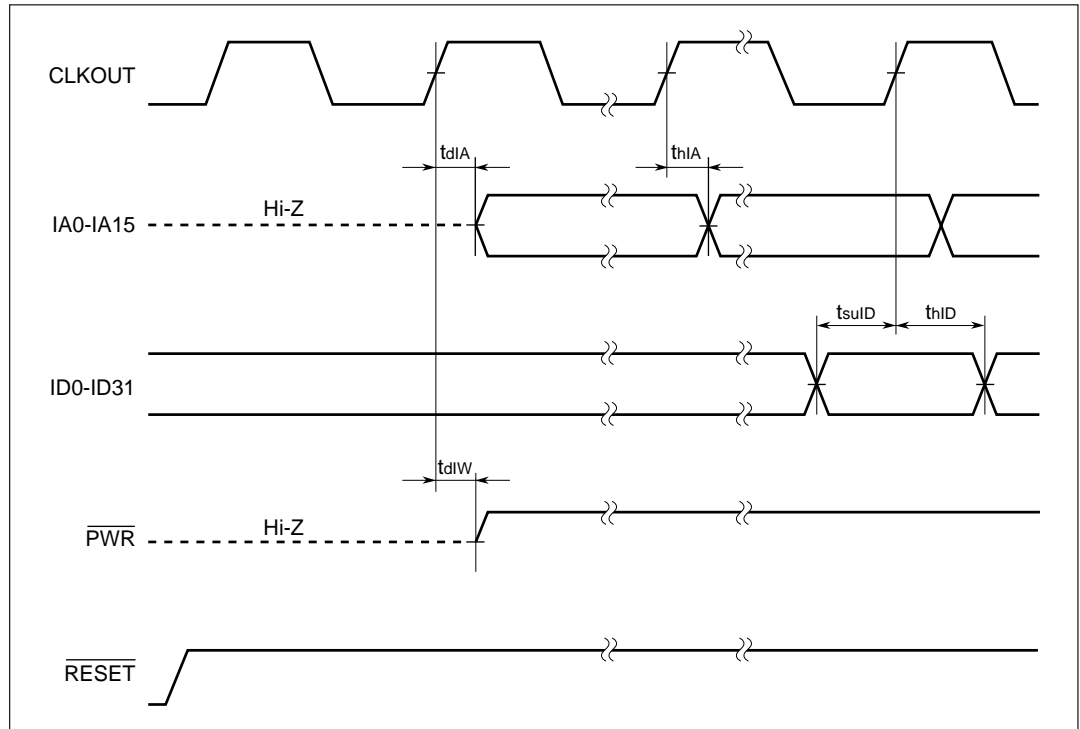 CLKOUT
tdIA
thIA
IA0-IA15
Hi-Z
tsuID
thID
ID0-ID31
tdIW
PWR
Hi-Z
RESET